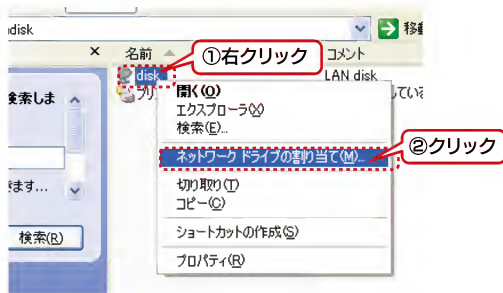 disk
移動
×
名前
コメント
①右クリック
disk
LAN disk
検索しま
開く(O)
エクスプローラ(X)
検索(E)...
ネットワーク ドライブの割り当て(M)...
②クリック
切り取り(T)
コピー(C)
きます...
検索(R)
ショートカットの作成(S)
プロパティ(R)